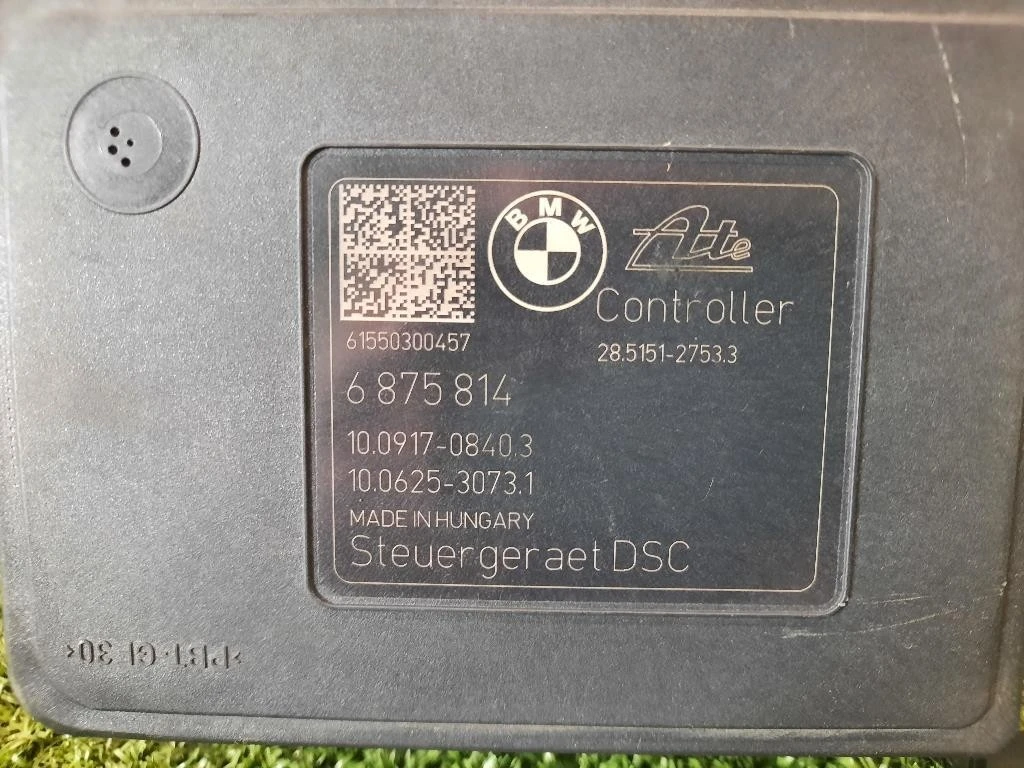 BMW
Ate
Controller
28.5151-2753.3
61550300457
6 875 814
10.0917-0840.3
10.0625-3073.1
MADE IN HUNGARY
Steuergeraet DSC
>PBT-GF 30<